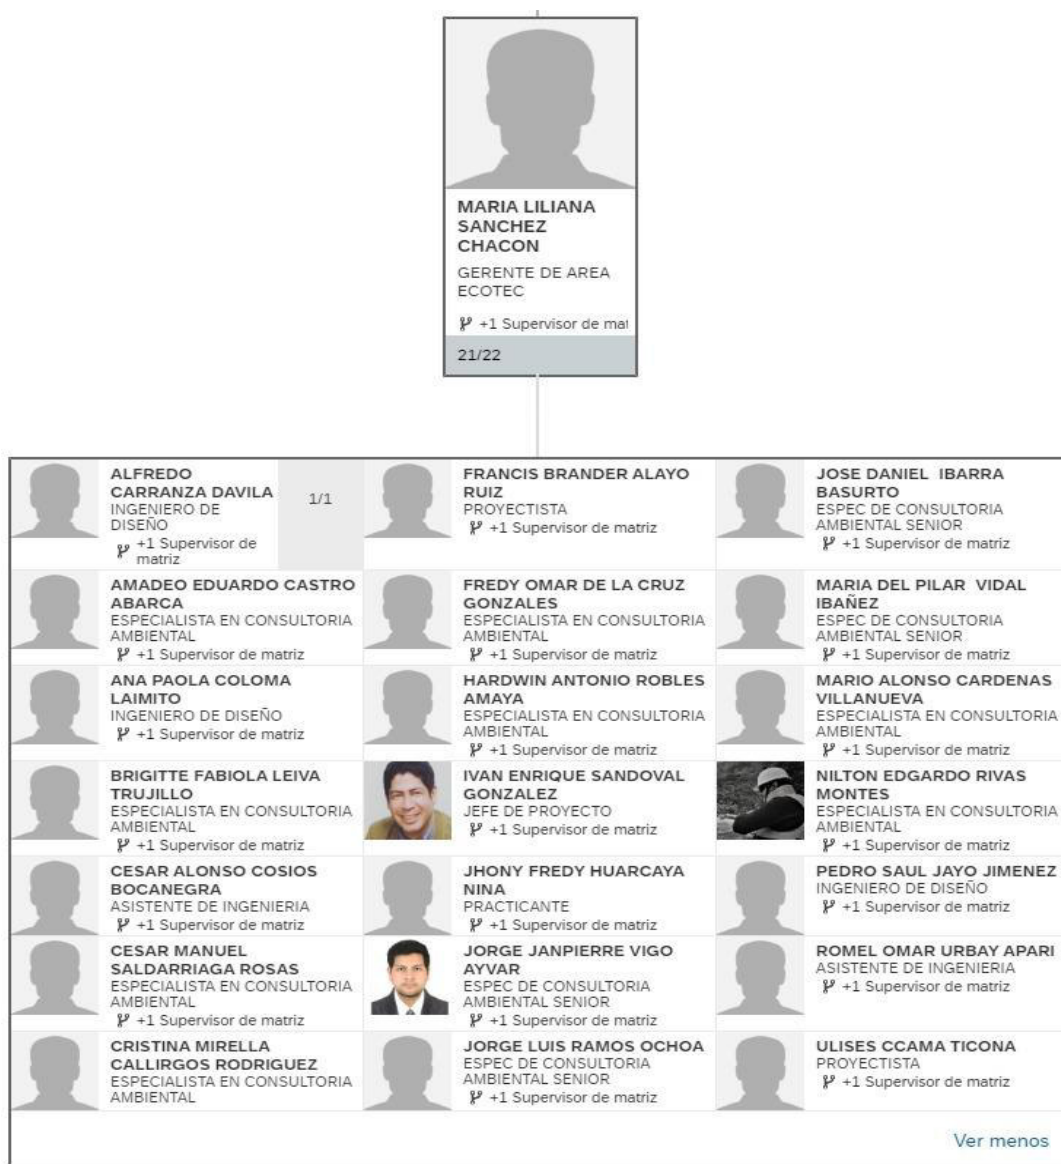 MARIA LILIANA
SANCHEZ
CHACON
GERENTE DE AREA
ECOTEC
+1 Supervisor de mat
21/22
ALFREDO
CARRANZA DAVILA
INGENIERO DE
DISEÑO
+1 Supervisor de
matriz
1/1
FRANCIS BRANDER ALAYO
RUIZ
PROYECTISTA
+1 Supervisor de matriz
JOSE DANIEL IBARRA
BASURTO
ESPEC DE CONSULTORIA
AMBIENTAL SENIOR
+1 Supervisor de matriz
AMADEO EDUARDO CASTRO
ABARCA
ESPECIALISTA EN CONSULTORIA
AMBIENTAL
+1 Supervisor de matriz
FREDY OMAR DE LA CRUZ
GONZALES
ESPECIALISTA EN CONSULTORIA
AMBIENTAL
+1 Supervisor de matriz
MARIA DEL PILAR VIDAL
IBAÑEZ
ESPEC DE CONSULTORIA
AMBIENTAL SENIOR
+1 Supervisor de matriz
ANA PAOLA COLOMA
LAIMITO
INGENIERO DE DISEÑO
+1 Supervisor de matriz
HARDWIN ANTONIO ROBLES
AMAYA
ESPECIALISTA EN CONSULTORIA
AMBIENTAL
+1 Supervisor de matriz
MARIO ALONSO CARDENAS
VILLANUEVA
ESPECIALISTA EN CONSULTORIA
AMBIENTAL
+1 Supervisor de matriz
BRIGITTE FABIOLA LEIVA
TRUJILLO
ESPECIALISTA EN CONSULTORIA
AMBIENTAL
+1 Supervisor de matriz
IVAN ENRIQUE SANDOVAL
GONZALEZ
JEFE DE PROYECTO
+1 Supervisor de matriz
NILTON EDGARDO RIVAS
MONTES
ESPECIALISTA EN CONSULTORIA
AMBIENTAL
+1 Supervisor de matriz
CESAR ALONSO COSIOS
BOCANEGRA
ASISTENTE DE INGENIERIA
+1 Supervisor de matriz
JHONY FREDY HUARCAYA
NINA
PRACTICANTE
+1 Supervisor de matriz
PEDRO SAUL JAYO JIMENEZ
INGENIERO DE DISEÑO
+1 Supervisor de matriz
CESAR MANUEL
SALDARRIAGA ROSAS
ESPECIALISTA EN CONSULTORIA
AMBIENTAL
+1 Supervisor de matriz
JORGE JANPIERRE VIGO
AYVAR
ESPEC DE CONSULTORIA
AMBIENTAL SENIOR
+1 Supervisor de matriz
ROMEL OMAR URBAY APARI
ASISTENTE DE INGENIERIA
+1 Supervisor de matriz
CRISTINA MIRELLA
CALLIRGOS RODRIGUEZ
ESPECIALISTA EN CONSULTORIA
AMBIENTAL
JORGE LUIS RAMOS OCHOA
ESPEC DE CONSULTORIA
AMBIENTAL SENIOR
+1 Supervisor de matriz
ULISES CCAMA TICONA
PROYECTISTA
+1 Supervisor de matriz
Ver menos